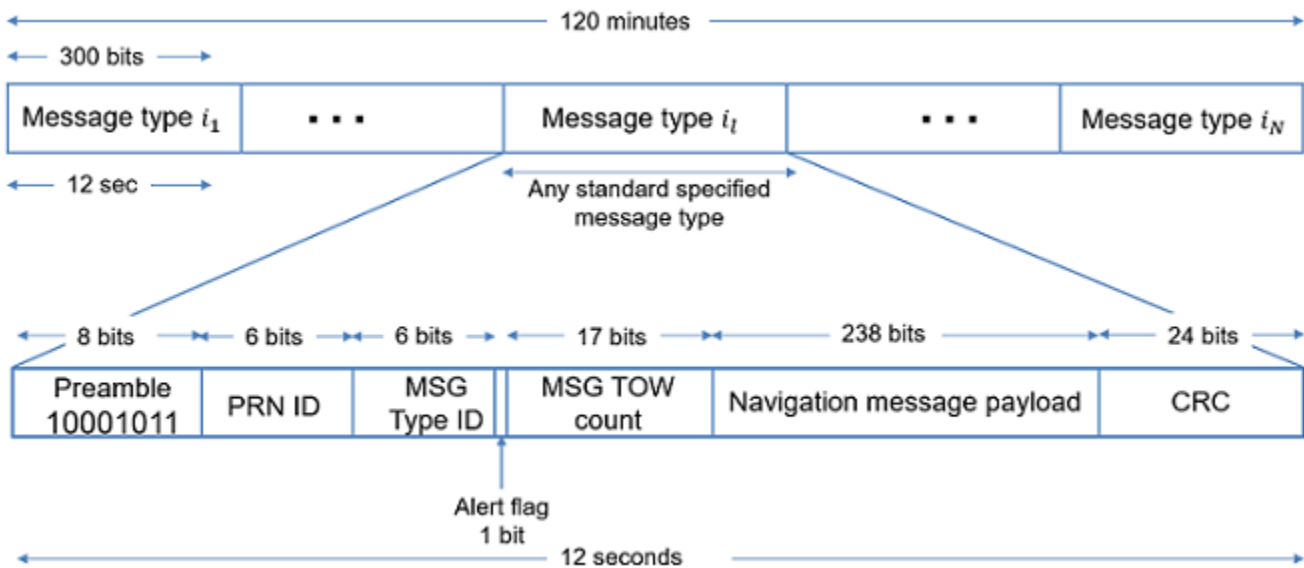 120 minutes
300 bits
Message type i₁
▪ ▪ ▪
Message type iₗ
▪ ▪ ▪
Message type i_N
12 sec
Any standard specified
message type
8 bits
6 bits
6 bits
17 bits
238 bits
24 bits
Preamble
10001011
PRN ID
MSG
Type ID
MSG TOW
count
Navigation message payload
CRC
Alert flag
1 bit
12 seconds